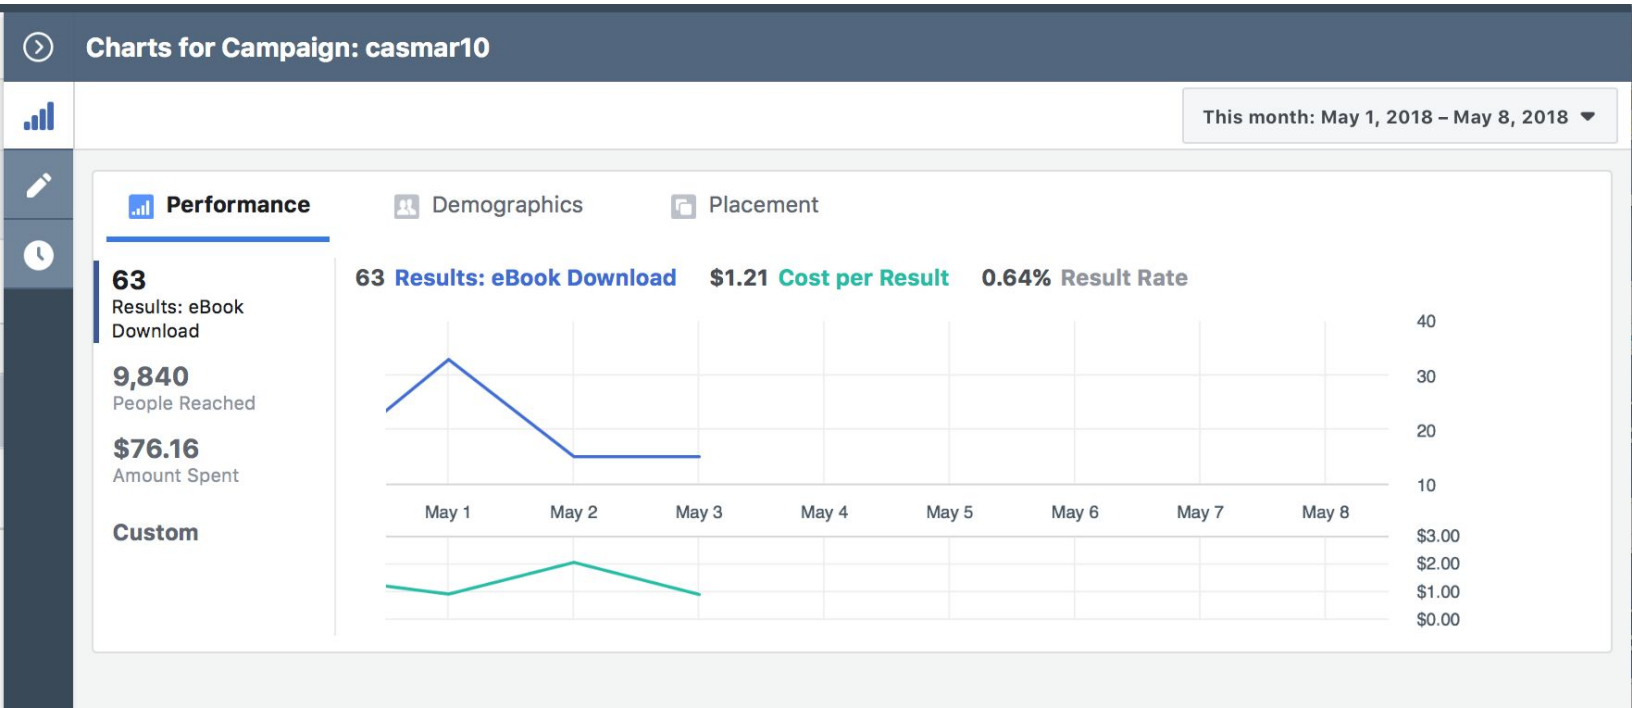 Charts for Campaign: casmar10
This month: May 1, 2018 – May 8, 2018
Performance
Demographics
Placement
63
Results: eBook
Download
9,840
People Reached
$76.16
Amount Spent
Custom
63 Results: eBook Download $1.21 Cost per Result 0.64% Result Rate
40
30
20
10
May 1 May 2 May 3 May 4 May 5 May 6 May 7 May 8
$3.00
$2.00
$1.00
$0.00